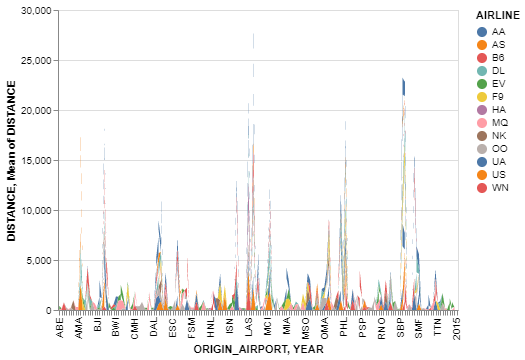 30,000
25,000
20,000
15,000
10,000
5,000
0
DISTANCE, Mean of DISTANCE
ABE
AMA
BJI
BWI
CMH
DAL
ESC
FSM
HNL
ISN
LAS
MCI
MIA
MSO
OMA
PHL
PSP
RNO
SBP
SMF
TTN
2015
ORIGIN_AIRPORT, YEAR
AIRLINE
AA
AS
B6
DL
EV
F9
HA
MQ
NK
OO
UA
US
WN